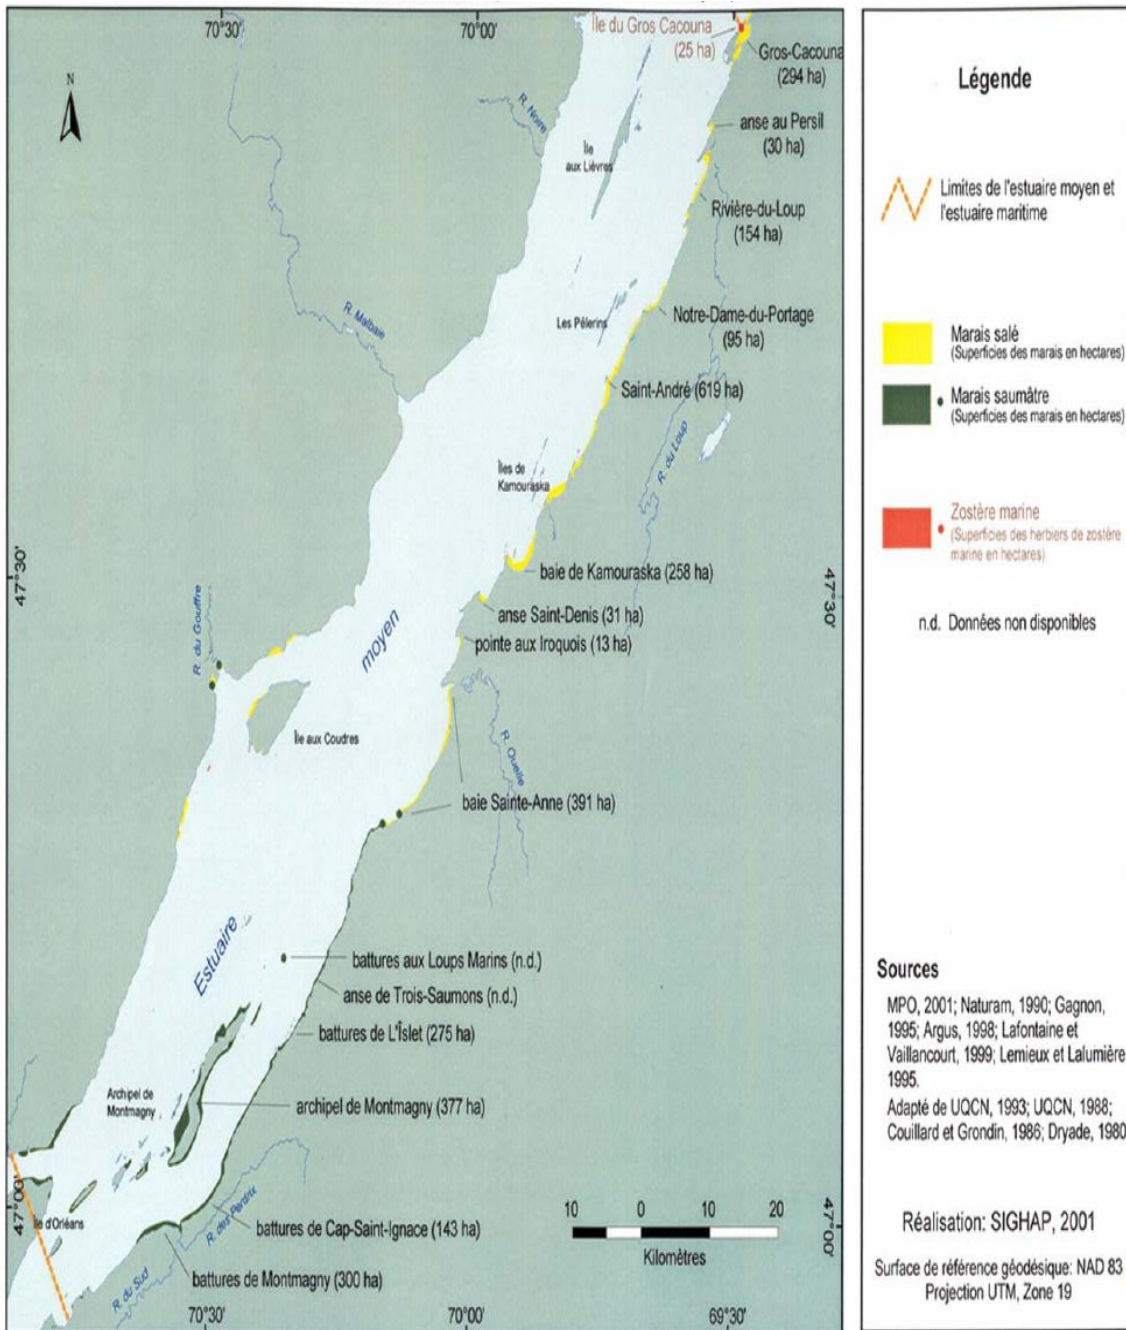 70°30'
70°00'
Île du Gros Cacouna
(25 ha)
Gros-Cacouna
(294 ha)
N
R. Noire
anse au Persil
(30 ha)
Île
aux Lièvres
Rivière-du-Loup
(154 ha)
R. Malbaie
Les Pèlerins
Notre-Dame-du-Portage
(95 ha)
Saint-André (619 ha)
R. du Loup
Îles de
Kamouraska
47°30'
47°30'
baie de Kamouraska (258 ha)
anse Saint-Denis (31 ha)
pointe aux Iroquois (13 ha)
R. du Gouffre
moyen
Île aux Coudres
R. Ouelle
baie Sainte-Anne (391 ha)
Estuaire
battures aux Loups Marins (n.d.)
anse de Trois-Saumons (n.d.)
battures de L'Îslet (275 ha)
Archipel de
Montmagny
archipel de Montmagny (377 ha)
47°00'
47°00'
Île d'Orléans
R. des Perdrix
battures de Cap-Saint-Ignace (143 ha)
battures de Montmagny (300 ha)
R. du Sud
10 0 10 20
Kilomètres
70°30'
70°00'
69°30'
Légende
Limites de l'estuaire moyen et
l'estuaire maritime
Marais salé
(Superficies des marais en hectares)
Marais saumâtre
(Superficies des marais en hectares)
Zostère marine
(Superficies des herbiers de zostère
marine en hectares)
n.d. Données non disponibles
Sources
MPO, 2001; Naturam, 1990; Gagnon,
1995; Argus, 1998; Lafontaine et
Vaillancourt, 1999; Lemieux et Lalumière
1995.
Adapté de UQCN, 1993; UQCN, 1988;
Couillard et Grondin, 1986; Dryade, 1980
Réalisation: SIGHAP, 2001
Surface de référence géodésique: NAD 83
Projection UTM, Zone 19